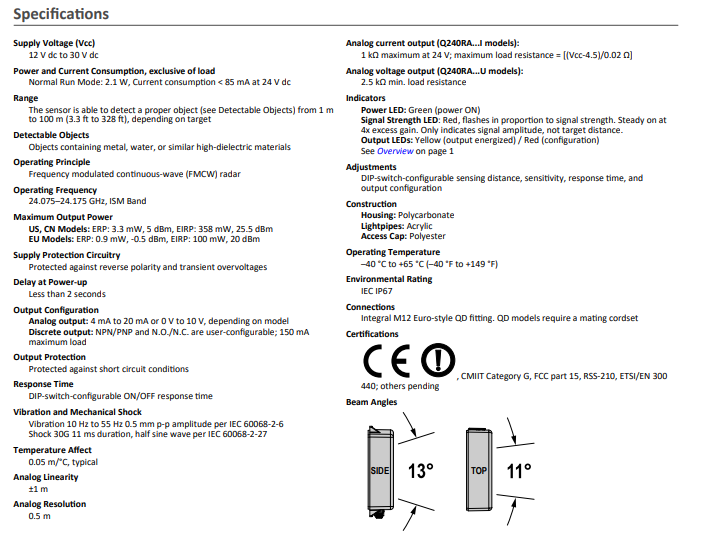 Specifications
Supply Voltage (Vcc)
12 V dc to 30 V dc
Power and Current Consumption, exclusive of load
Normal Run Mode: 2.1 W, Current consumption < 85 mA at 24 V dc
Range
The sensor is able to detect a proper object (see Detectable Objects) from 1 m
to 100 m (3.3 ft to 328 ft), depending on target
Detectable Objects
Objects containing metal, water, or similar high-dielectric materials
Operating Principle
Frequency modulated continuous-wave (FMCW) radar
Operating Frequency
24.075–24.175 GHz, ISM Band
Maximum Output Power
US, CN Models: ERP: 3.3 mW, 5 dBm, EIRP: 358 mW, 25.5 dBm
EU Models: ERP: 0.9 mW, -0.5 dBm, EIRP: 100 mW, 20 dBm
Supply Protection Circuitry
Protected against reverse polarity and transient overvoltages
Delay at Power-up
Less than 2 seconds
Output Configuration
Analog output: 4 mA to 20 mA or 0 V to 10 V, depending on model
Discrete output: NPN/PNP and N.O./N.C. are user-configurable; 150 mA
maximum load
Output Protection
Protected against short circuit conditions
Response Time
DIP-switch-configurable ON/OFF response time
Vibration and Mechanical Shock
Vibration 10 Hz to 55 Hz 0.5 mm p-p amplitude per IEC 60068-2-6
Shock 30G 11 ms duration, half sine wave per IEC 60068-2-27
Temperature Affect
0.05 m/°C, typical
Analog Linearity
±1 m
Analog Resolution
0.5 m
Analog current output (Q240RA...I models):
1 kΩ maximum at 24 V; maximum load resistance = [(Vcc-4.5)/0.02 Ω]
Analog voltage output (Q240RA...U models):
2.5 kΩ min. load resistance
Indicators
Power LED: Green (power ON)
Signal Strength LED: Red, flashes in proportion to signal strength. Steady on at
4x excess gain. Only indicates signal amplitude, not target distance.
Output LEDs: Yellow (output energized) / Red (configuration)
See Overview on page 1
Adjustments
DIP-switch-configurable sensing distance, sensitivity, response time, and
output configuration
Construction
Housing: Polycarbonate
Lightpipes: Acrylic
Access Cap: Polyester
Operating Temperature
–40 °C to +65 °C (–40 °F to +149 °F)
Environmental Rating
IEC IP67
Connections
Integral M12 Euro-style QD fitting. QD models require a mating cordset
Certifications
CE
, CMIIT Category G, FCC part 15, RSS-210, ETSI/EN 300
440; others pending
Beam Angles
SIDE 13° TOP 11°